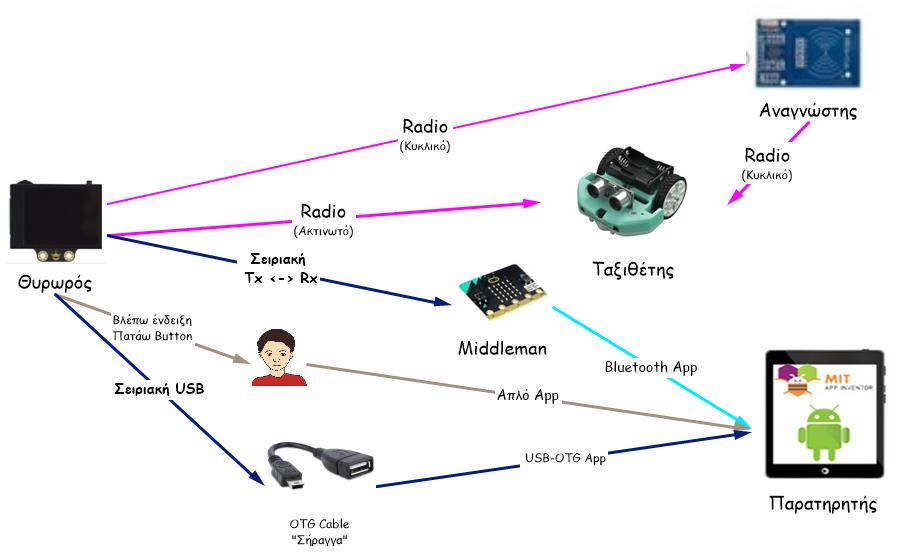 Αναγνώστης
Radio
(Κυκλικό)
Radio
(Κυκλικό)
Radio
(Ακτινωτό)
Ταξιθέτης
Θυρωρός
Σειριακή
Tx <-> Rx
Middleman
Βλέπω ένδειξη
Πατάω Button
Bluetooth App
Σειριακή USB
Απλό App
MIT
APP INVENTOR
USB-OTG App
Παρατηρητής
OTG Cable
"Σήραγγα"